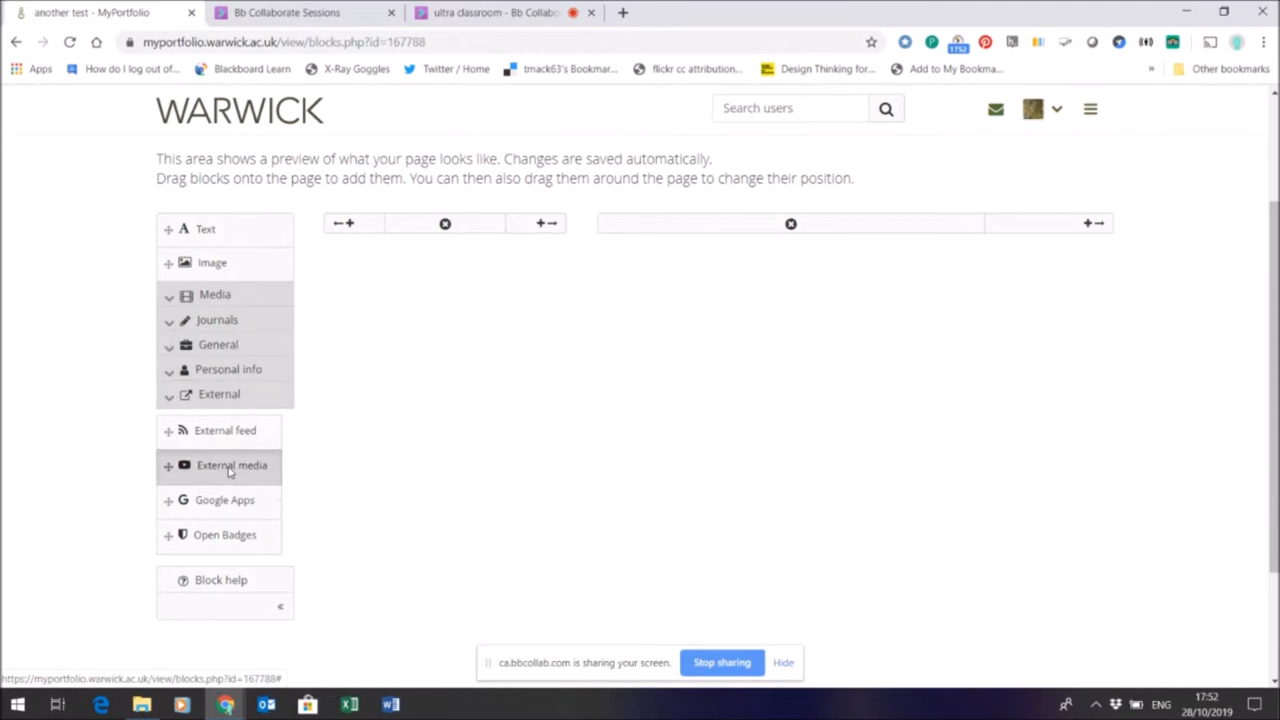 another test - MyPortfolio
Bb Collaborate Sessions
ultra classroom - Bb Collabo
myportfolio.warwick.ac.uk/view/blocks.php?id=167788
1752
Apps
How do I log out of...
Blackboard Learn
X-Ray Goggles
Twitter / Home
tmack63's Bookmar...
flickr cc attribution...
Design Thinking for...
Add to My Bookma...
»
Other bookmarks
WARWICK
Search users
This area shows a preview of what your page looks like. Changes are saved automatically.
Drag blocks onto the page to add them. You can then also drag them around the page to change their position.
A Text
Image
Media
Journals
General
Personal info
External
External feed
External media
G Google Apps
Open Badges
Block help
«
ca.bbcollab.com is sharing your screen.
Stop sharing
Hide
https://myportfolio.warwick.ac.uk/view/blocks.php?id=167788#
ENG
17:52
28/10/2019